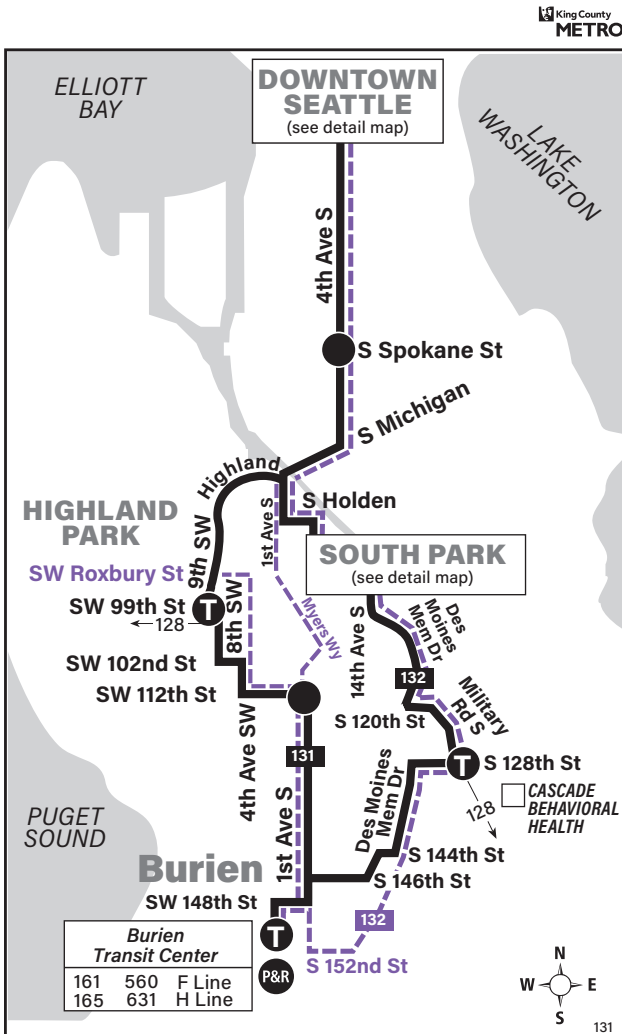 King County
METRO
ELLIOTT
BAY
DOWNTOWN
SEATTLE
(see detail map)
LAKE
WASHINGTON
4th Ave S
S Spokane St
S Michigan
Highland
1st Ave S
S Holden
HIGHLAND
PARK
9th SW
SW Roxbury St
SOUTH PARK
(see detail map)
SW 99th St
T
128
8th SW
Myers Wy
14th Ave S
Des
Moines
Mem Dr
SW 102nd St
132
SW 112th St
Military
Rd S
S 120th St
4th Ave SW
131
1st Ave S
Des Moines
Mem Dr
T
S 128th St
128
CASCADE
BEHAVIORAL
HEALTH
PUGET
SOUND
S 144th St
Burien
S 146th St
SW 148th St
132
T
S 152nd St
P&R
Burien
Transit Center
161 560 F Line
165 631 H Line
N
W E
S
131